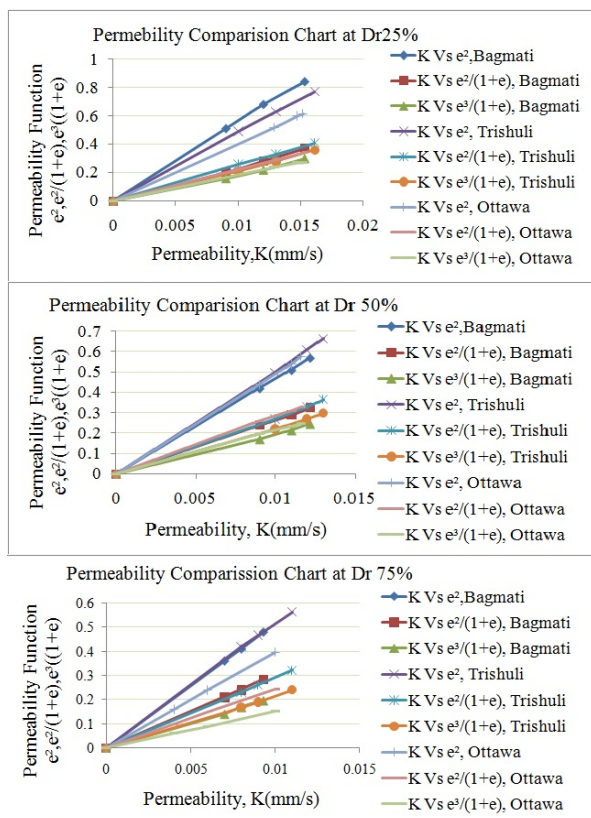 Permebility Comparision Chart at Dr25%
Permeability Function
e²,e²/(1+e),e³((1+e)
1
0.8
0.6
0.4
0.2
0
0
0.005
0.01
0.015
0.02
Permeability,K(mm/s)
K Vs e²,Bagmati
K Vs e²/(1+e), Bagmati
K Vs e³/(1+e), Bagmati
K Vs e², Trishuli
K Vs e²/(1+e), Trishuli
K Vs e³/(1+e), Trishuli
K Vs e², Ottawa
K Vs e²/(1+e), Ottawa
K Vs e³/(1+e), Ottawa
Permeability Comparision Chart at Dr 50%
Permeability Function
e²,e²/(1+e),e³((1+e)
0.7
0.6
0.5
0.4
0.3
0.2
0.1
0
0
0.005
0.01
0.015
Permeability, K(mm/s)
K Vs e²,Bagmati
K Vs e²/(1+e), Bagmati
K Vs e³/(1+e), Bagmati
K Vs e², Trishuli
K Vs e²/(1+e), Trishuli
K Vs e³/(1+e), Trishuli
K Vs e², Ottawa
K Vs e²/(1+e), Ottawa
K Vs e³/(1+e), Ottawa
Permeability Comparission Chart at Dr 75%
Permeability Function
e²,e²/(1+e),e³((1+e)
0.6
0.5
0.4
0.3
0.2
0.1
0
0
0.005
0.01
0.015
Permeability, K(mm/s)
K Vs e²,Bagmati
K Vs e²/(1+e), Bagmati
K Vs e³/(1+e), Bagmati
K Vs e², Trishuli
K Vs e²/(1+e), Trishuli
K Vs e³/(1+e), Trishuli
K Vs e², Ottawa
K Vs e²/(1+e), Ottawa
K Vs e³/(1+e), Ottawa